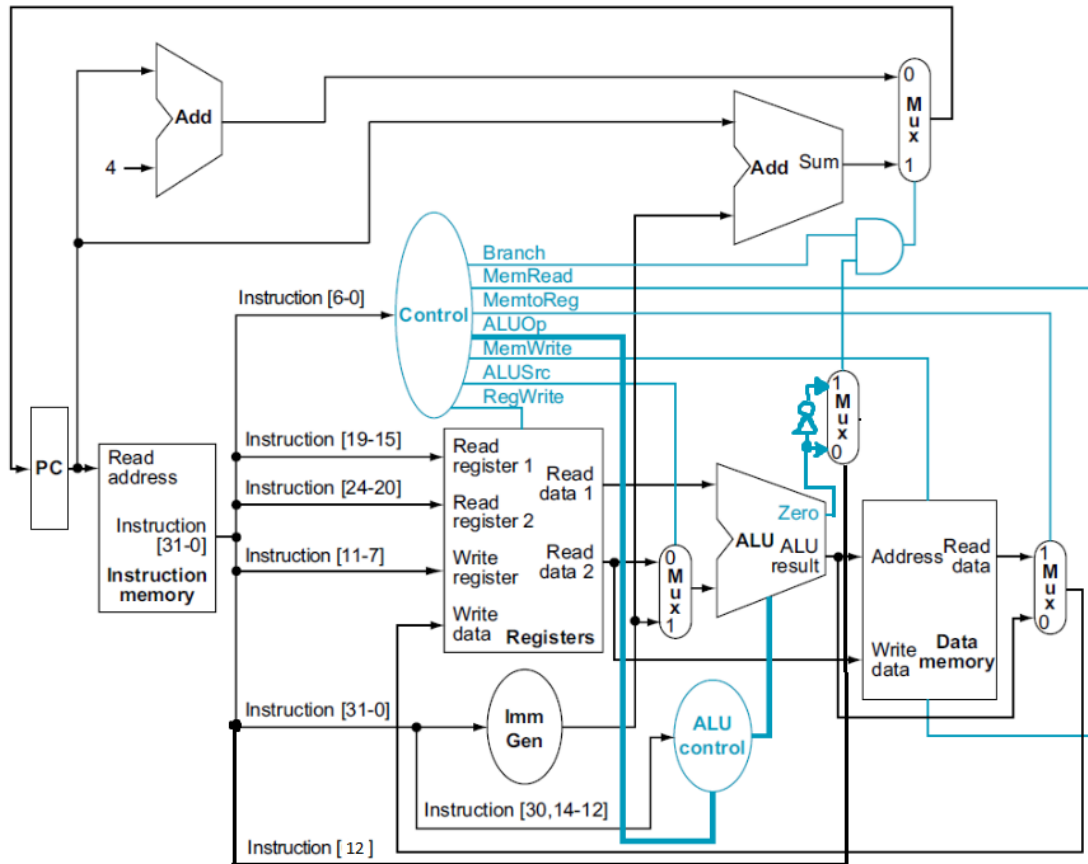 Add
4
0
Mux
1
Add Sum
Branch
MemRead
MemtoReg
ALUOp
MemWrite
ALUSrc
RegWrite
Instruction [6-0]
Control
1
Mux
0
PC
Read
address
Instruction
[31-0]
Instruction
memory
Instruction [19-15]
Instruction [24-20]
Instruction [11-7]
Read
register 1
Read
register 2
Write
register
Write
data
Read
data 1
Read
data 2
Registers
0
Mux
1
Zero
ALU
ALU
result
Address
Read
data
Write
data
Data
memory
1
Mux
0
Instruction [31-0]
Imm
Gen
ALU
control
Instruction [30,14-12]
Instruction [ 12 ]